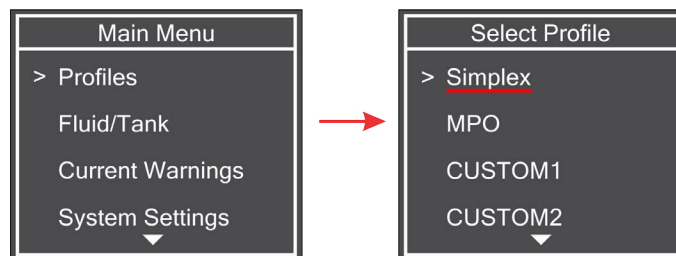 Main Menu
> Profiles
Fluid/Tank
Current Warnings
System Settings
Select Profile
> Simplex
MPO
CUSTOM1
CUSTOM2